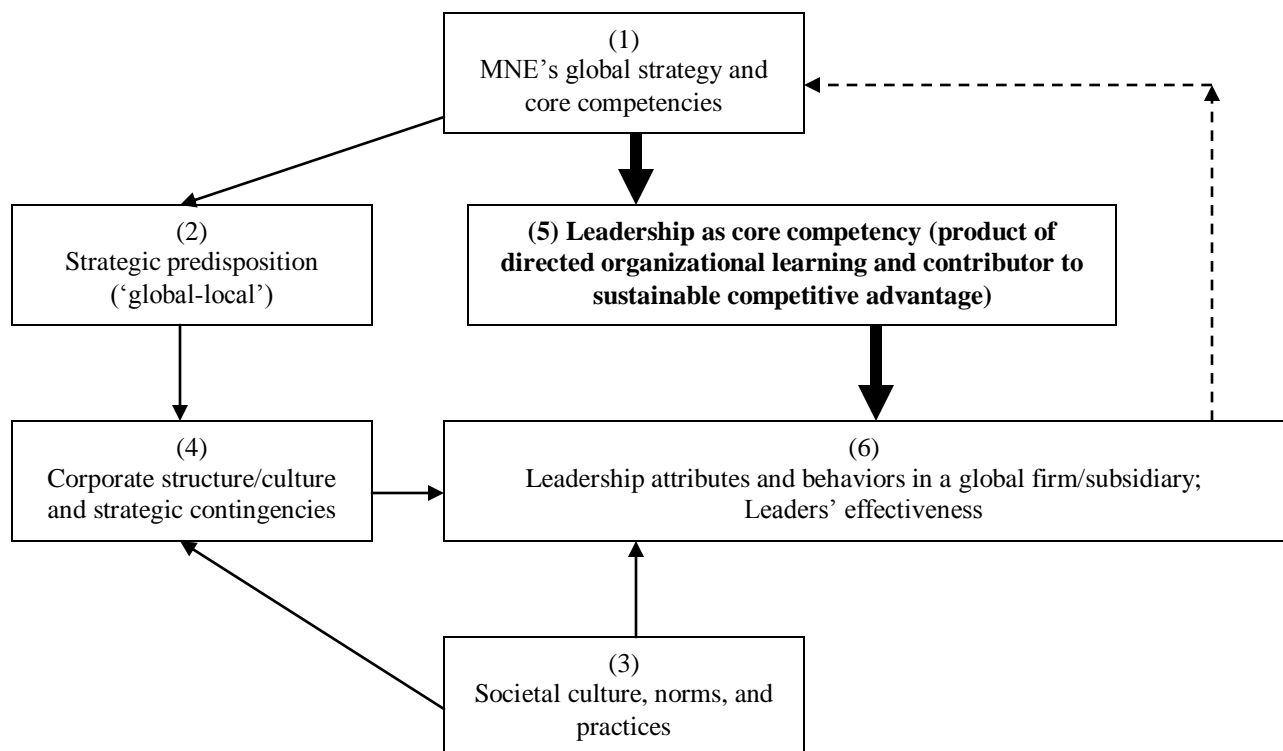 (1)
MNE’s global strategy and
core competencies
(2)
Strategic predisposition
(‘global-local’)
(5) Leadership as core competency (product of
directed organizational learning and contributor to
sustainable competitive advantage)
(4)
Corporate structure/culture
and strategic contingencies
(6)
Leadership attributes and behaviors in a global firm/subsidiary;
Leaders’ effectiveness
(3)
Societal culture, norms, and
practices